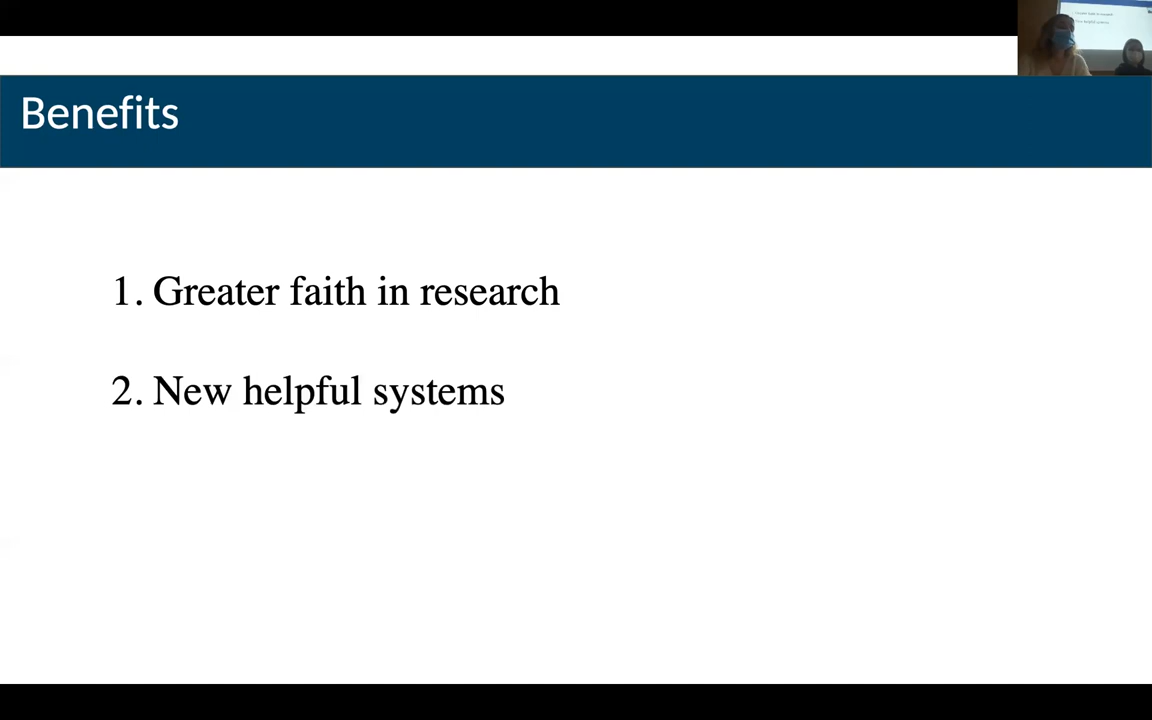 Benefits
1. Greater faith in research
2. New helpful systems